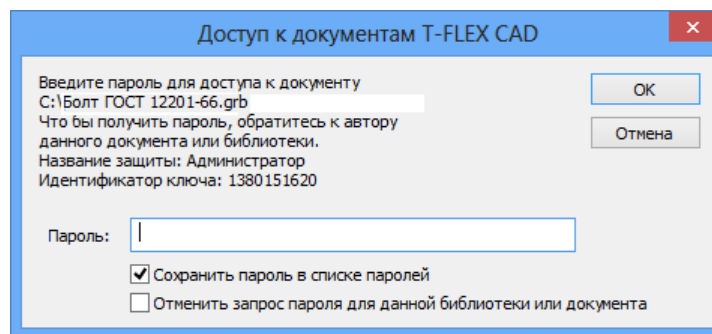 Доступ к документам T-FLEX CAD
x
Введите пароль для доступа к документу
C:\Болт ГОСТ 12201-66.grb
Что бы получить пароль, обратитесь к автору
данного документа или библиотеки.
Название защиты: Администратор
Идентификатор ключа: 1380151620
OK
Отмена
Пароль:
Сохранить пароль в списке паролей
Отменить запрос пароля для данной библиотеки или документа